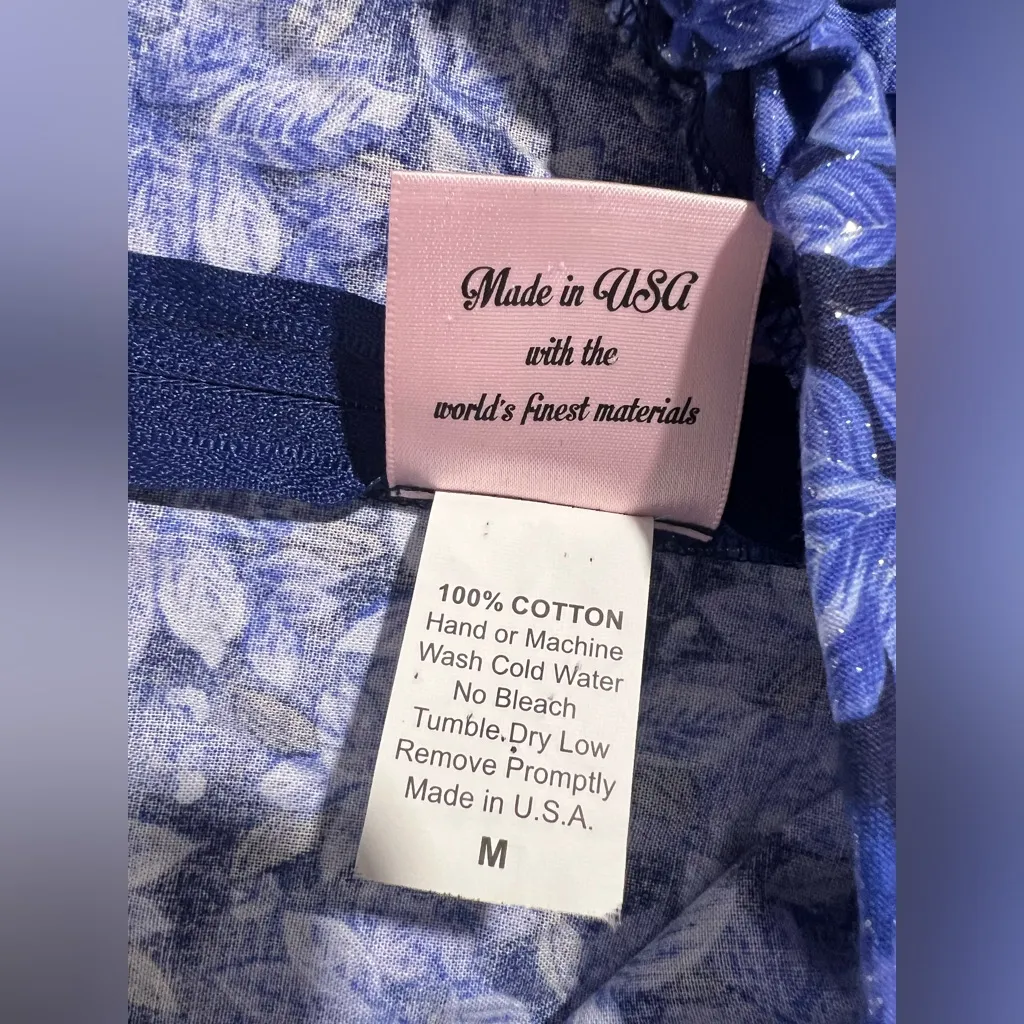 Made in USA
with the
world's finest materials
100% COTTON
Hand or Machine
Wash Cold Water
No Bleach
Tumble Dry Low
Remove Promptly
Made in U.S.A.
M